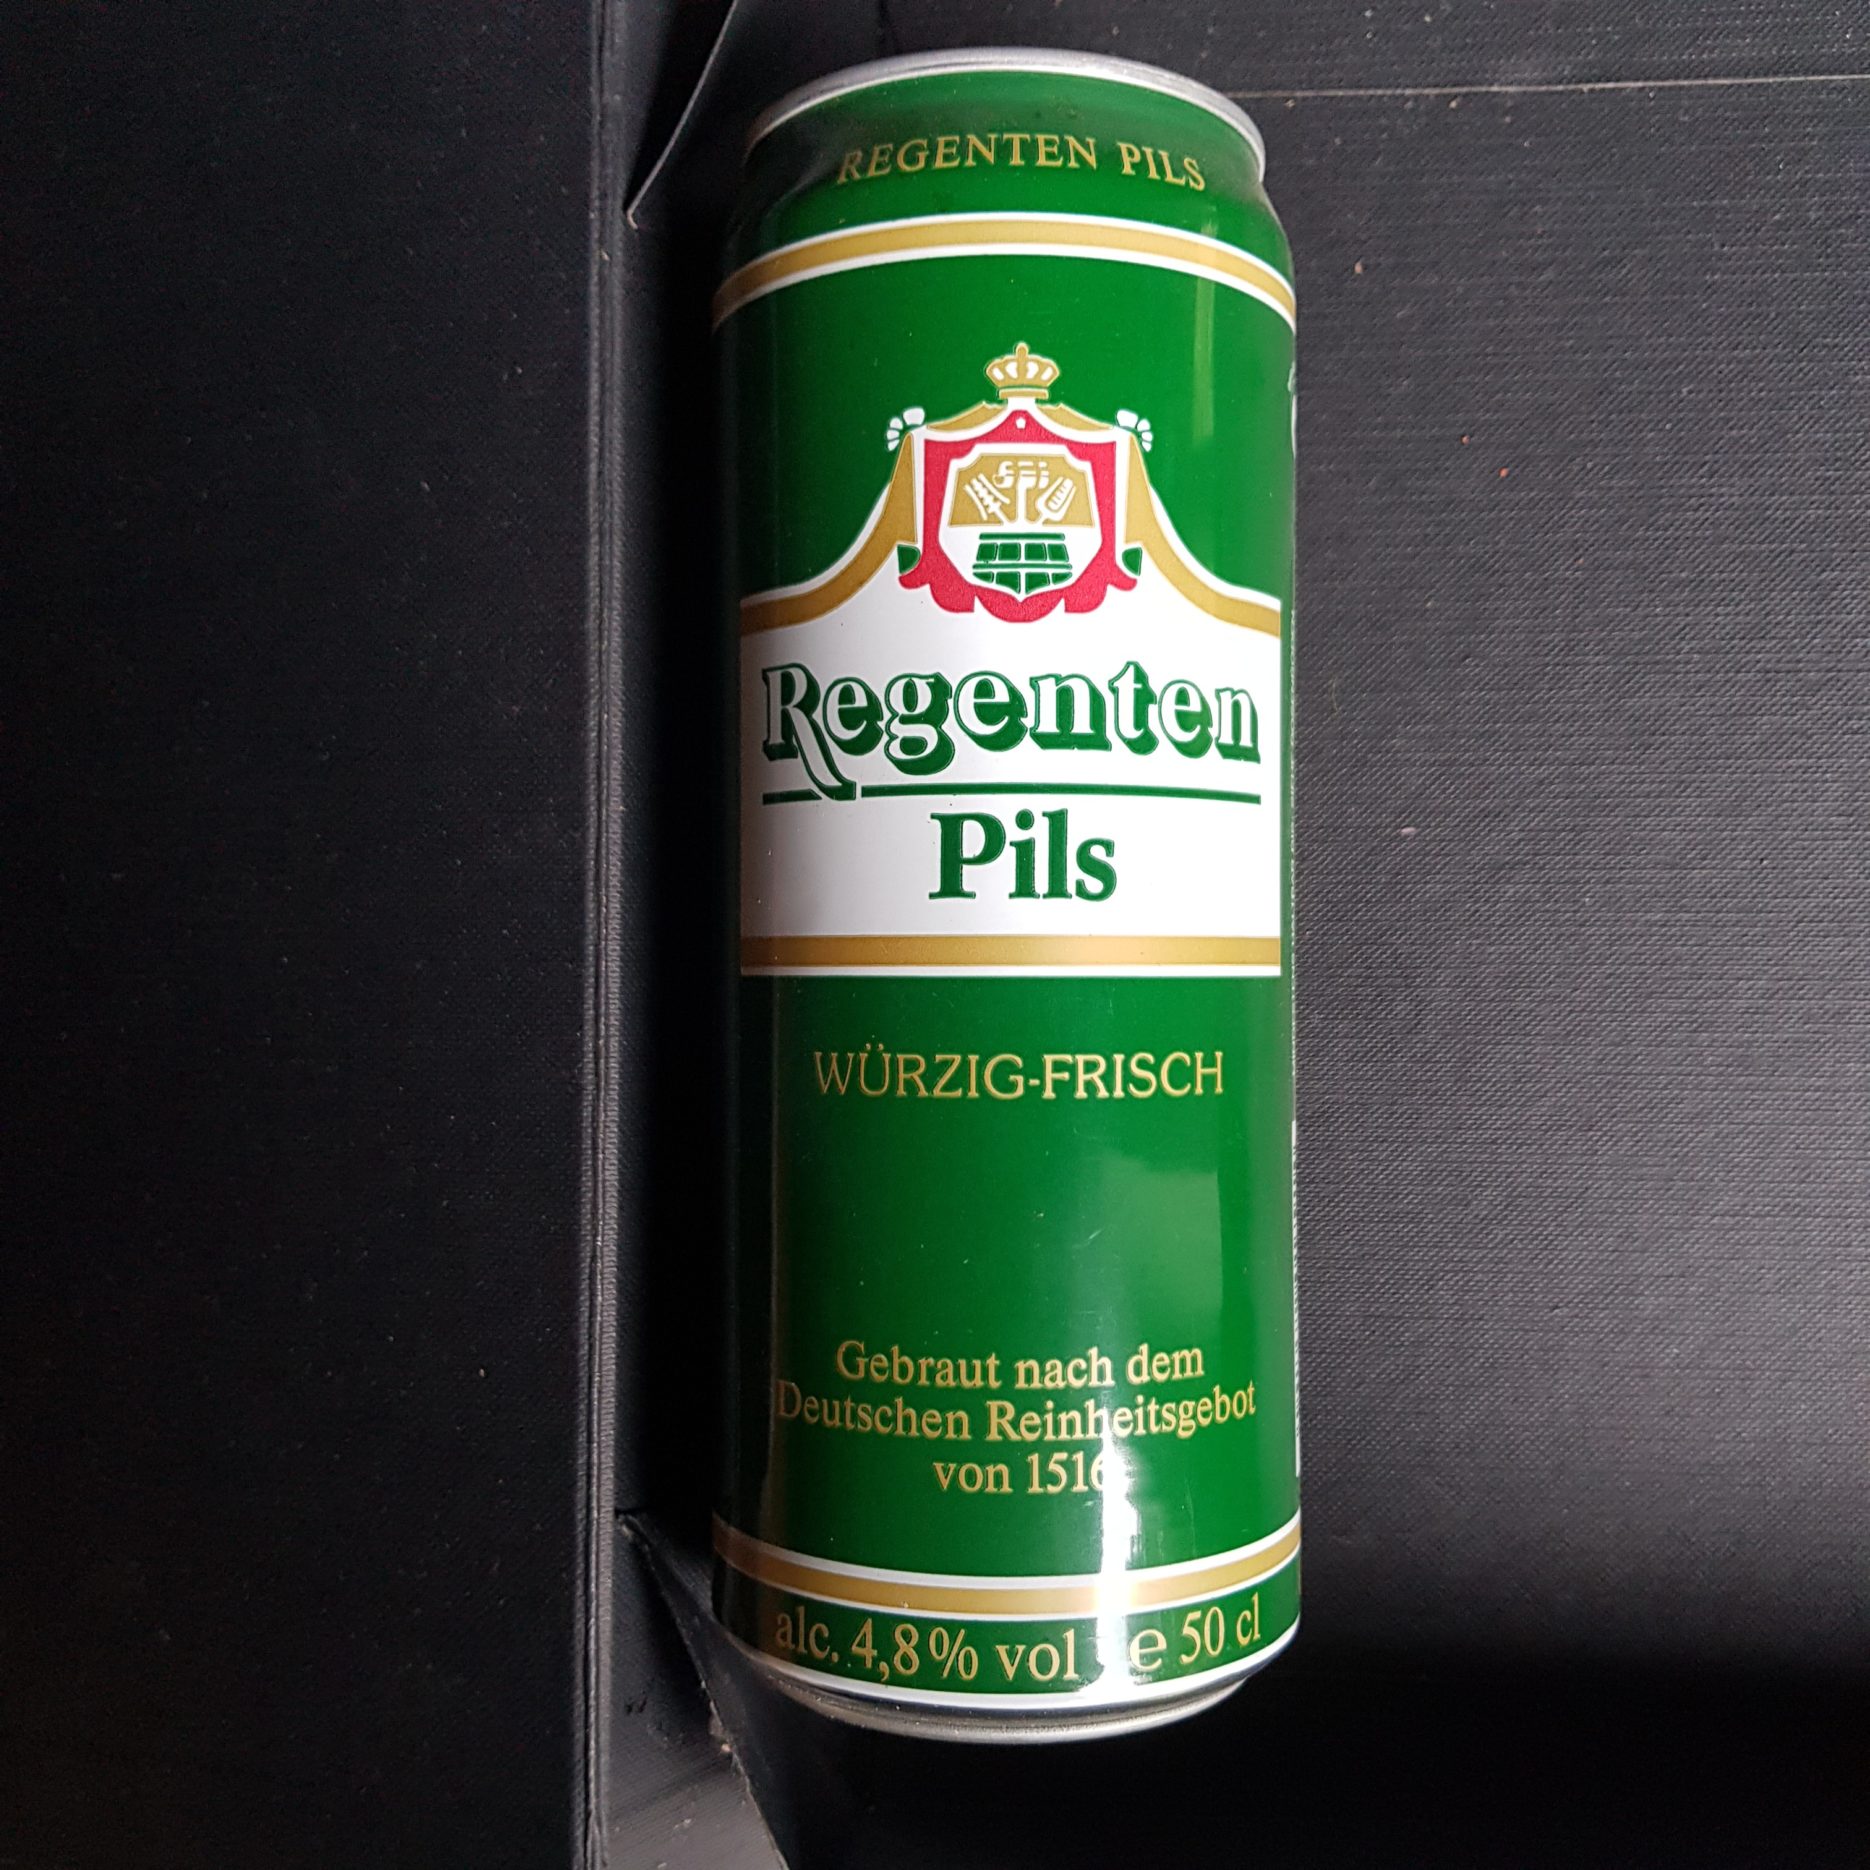 REGENTEN PILS
Regenten
Pils
WÜRZIG-FRISCH
Gebraut nach dem
Deutschen Reinheitsgebot
von 1516
alc. 4,8% vol e 50 cl